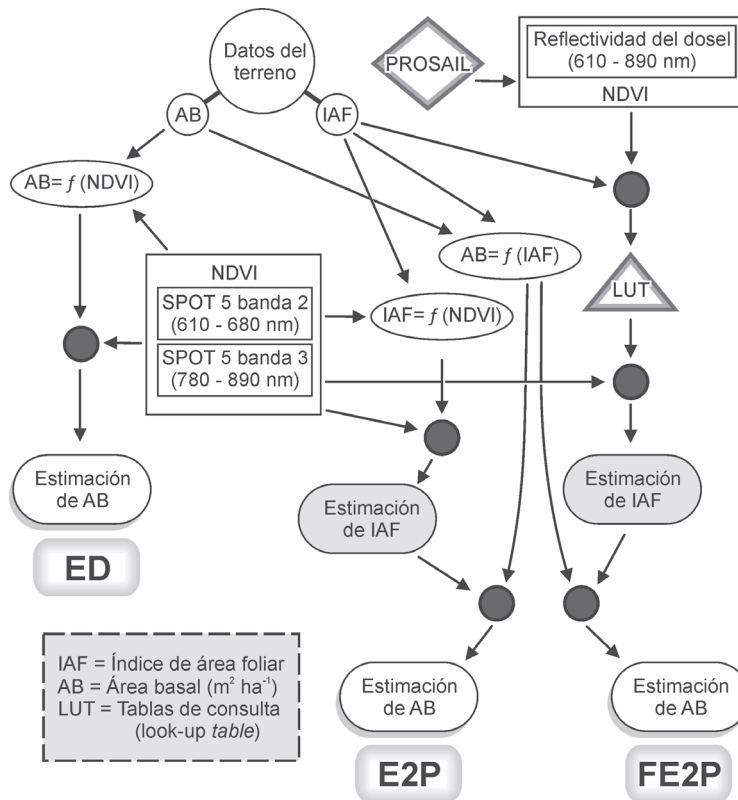 Datos del
terreno
AB
IAF
PROSAIL
Reflectividad del dosel
(610 - 890 nm)
NDVI
AB= f (NDVI)
AB= f (IAF)
NDVI
SPOT 5 banda 2
(610 - 680 nm)
SPOT 5 banda 3
(780 - 890 nm)
IAF= f (NDVI)
LUT
Estimación
de AB
ED
Estimación
de IAF
Estimación
de IAF
IAF = Índice de área foliar
AB = Área basal (m² ha⁻¹)
LUT = Tablas de consulta
(look-up table)
Estimación
de AB
E2P
Estimación
de AB
FE2P